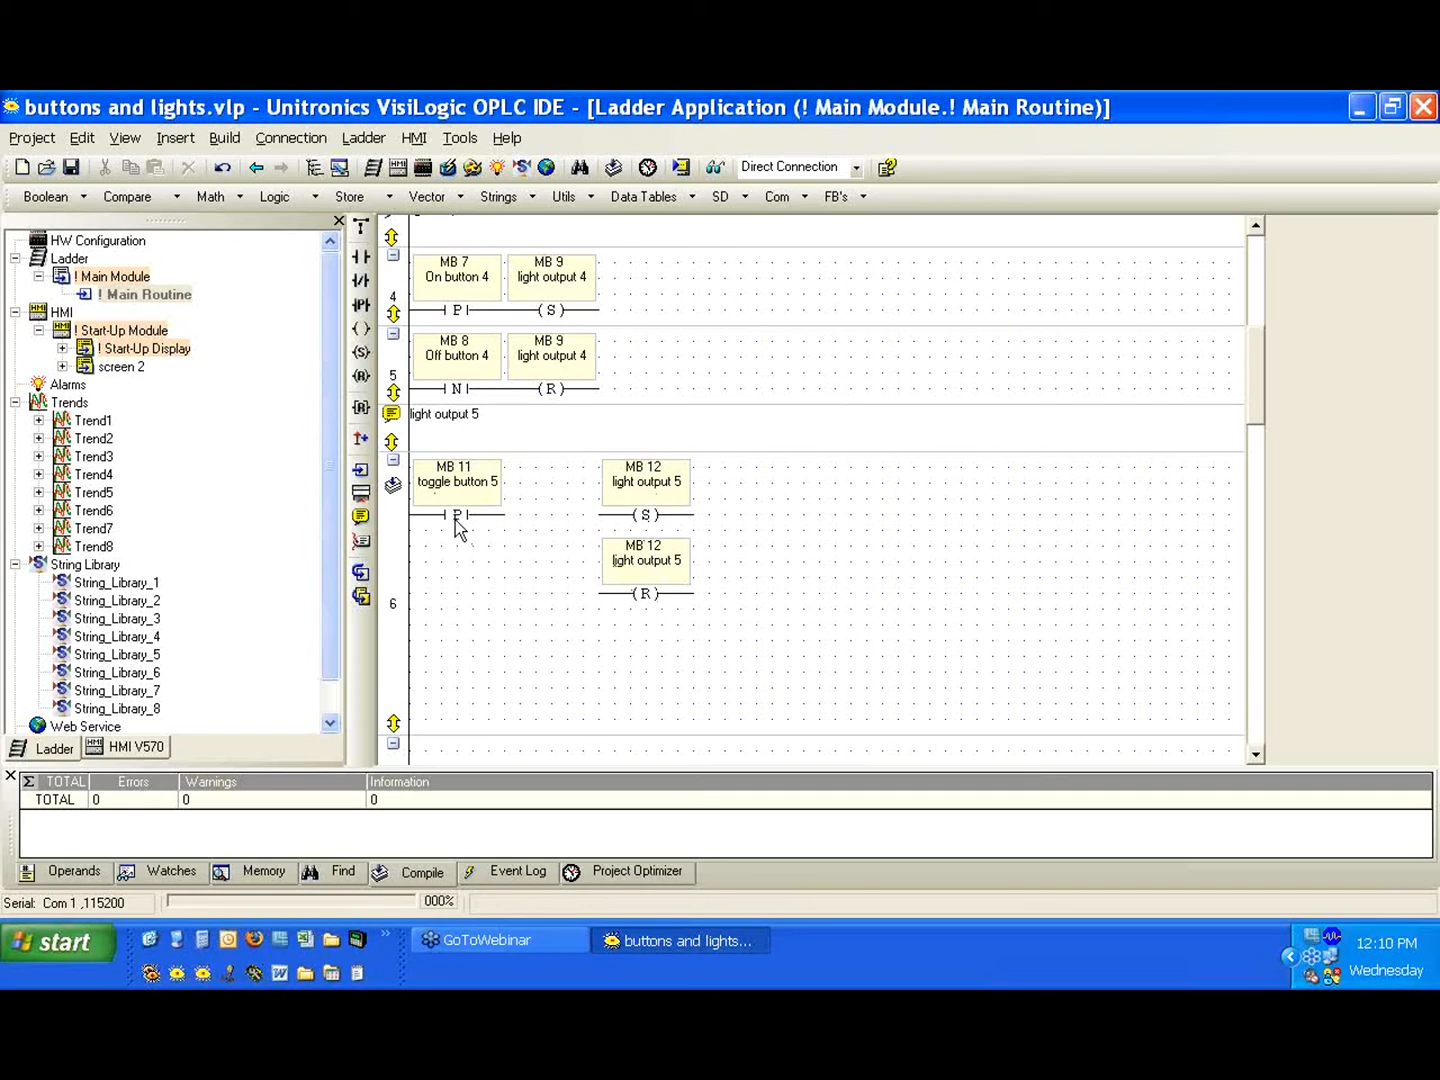 buttons and lights.vlp - Unitronics VisiLogic OPLC IDE - [Ladder Application (! Main Module.! Main Routine)]
Project Edit View Insert Build Connection Ladder HMI Tools Help
Direct Connection
Boolean Compare Math Logic Store Vector Strings Utils Data Tables SD Com FB's
HW Configuration
Ladder
! Main Module
! Main Routine
HMI
! Start-Up Module
! Start-Up Display
screen 2
Alarms
Trends
Trend1
Trend2
Trend3
Trend4
Trend5
Trend6
Trend7
Trend8
String Library
String_Library_1
String_Library_2
String_Library_3
String_Library_4
String_Library_5
String_Library_6
String_Library_7
String_Library_8
Web Service
Ladder HMI V570
4
MB 7
On button 4
P
MB 9
light output 4
(S)
5
MB 8
Off button 4
N
MB 9
light output 4
(R)
light output 5
6
MB 11
toggle button 5
P
MB 12
light output 5
(S)
MB 12
light output 5
(R)
Σ TOTAL Errors Warnings Information
TOTAL 0 0 0
Operands Watches Memory Find Compile Event Log Project Optimizer
Serial: Com 1 ,115200 000%
start GoToWebinar buttons and lights... 12:10 PM
Wednesday